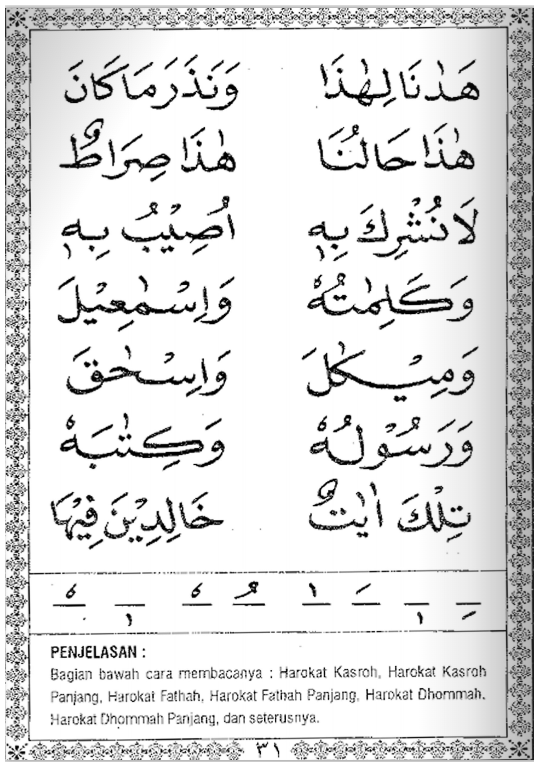 هَدٰنَا لِهٰذَا وَنَذَرَ مَا كَانَ
هٰذَا حَالُنَا هٰذَا صِرَاطٌ
لَا نُشْرِكَ بِهٖ اُصِيْبُ بِهٖ
وَكَلِمٰتُهٗ وَاِسْمٰعِيْلَ
وَمِيْكٰلَ وَاِسْحٰقَ
وَرَسُوْلُهٗ وَكِتٰبَهٗ
تِلْكَ اٰيٰتٌ خَالِدِيْنَ فِيْهَا
PENJELASAN :
Bagian bawah cara membacanya : Harokat Kasroh, Harokat Kasroh
Panjang, Harokat Fathah, Harokat Fathah Panjang, Harokat Dhommah,
Harokat Dhommah Panjang, dan seterusnya.
٣١